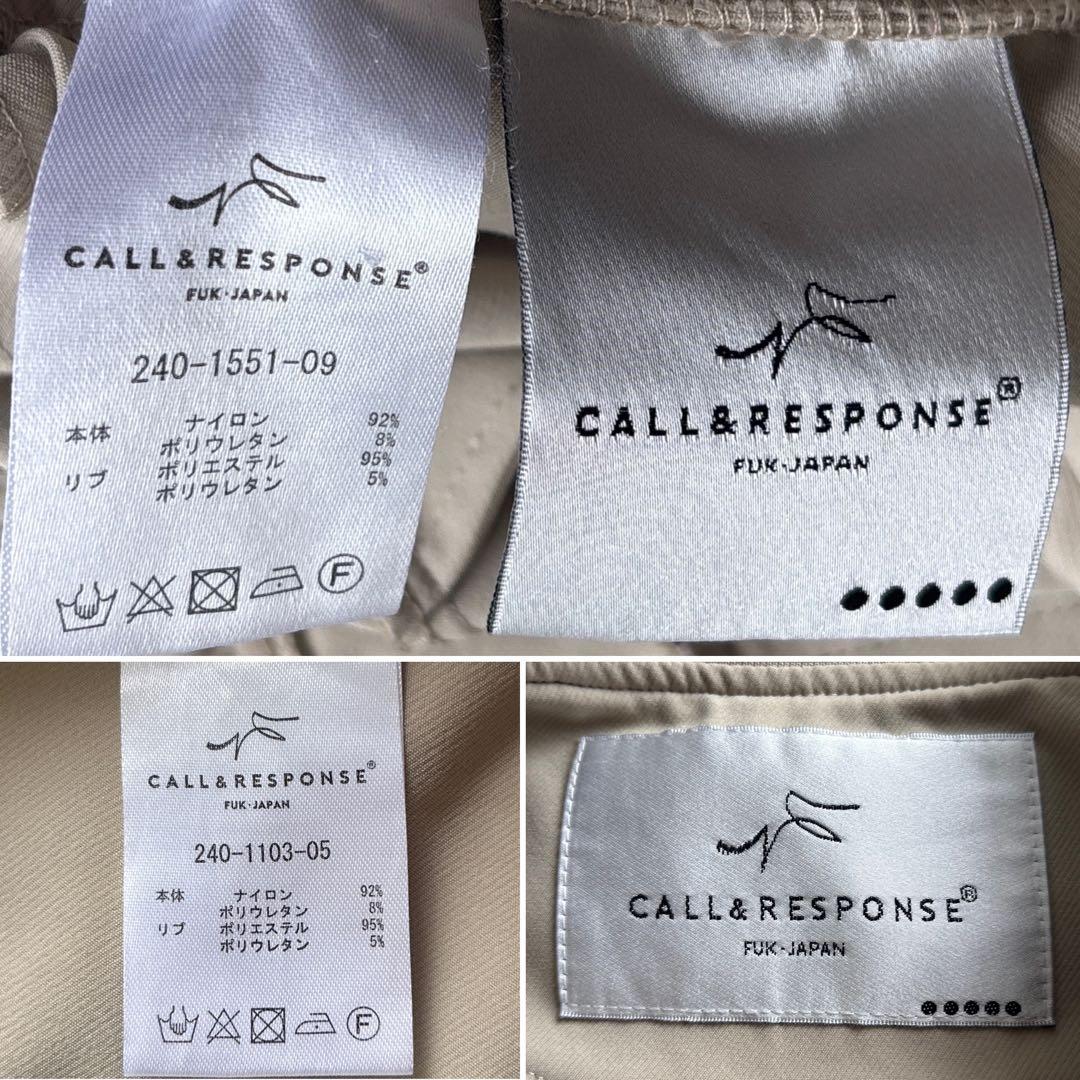 CALL&RESPONSE®
FUK・JAPAN
240-1551-09
本体 ナイロン 92%
ポリウレタン 8%
リブ ポリエステル 95%
ポリウレタン 5%
F
CALL&RESPONSE®
FUK・JAPAN
CALL&RESPONSE®
FUK・JAPAN
240-1103-05
本体 ナイロン 92%
ポリウレタン 8%
リブ ポリエステル 95%
ポリウレタン 5%
F
CALL&RESPONSE®
FUK・JAPAN